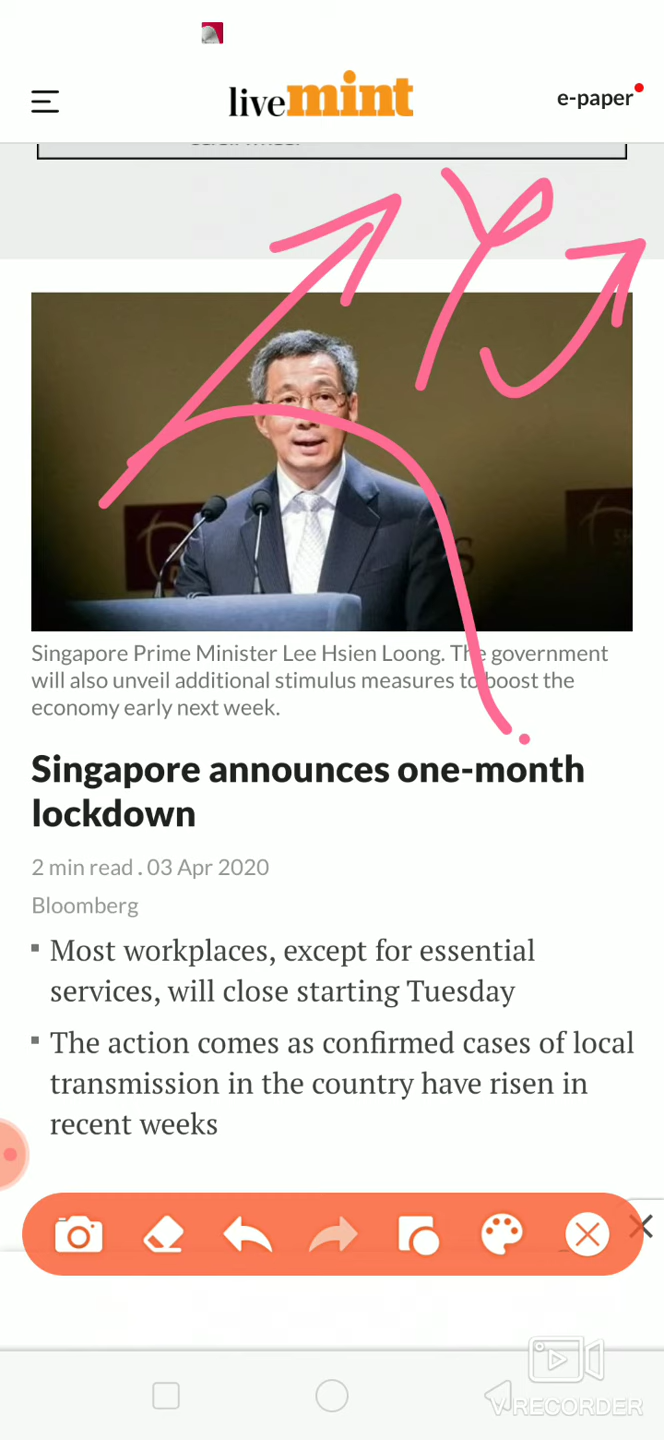 livemint
e-paper
Singapore Prime Minister Lee Hsien Loong. The government
will also unveil additional stimulus measures to boost the
economy early next week.
Singapore announces one-month
lockdown
2 min read . 03 Apr 2020
Bloomberg
▪ Most workplaces, except for essential
services, will close starting Tuesday
▪ The action comes as confirmed cases of local
transmission in the country have risen in
recent weeks
V RECORDER